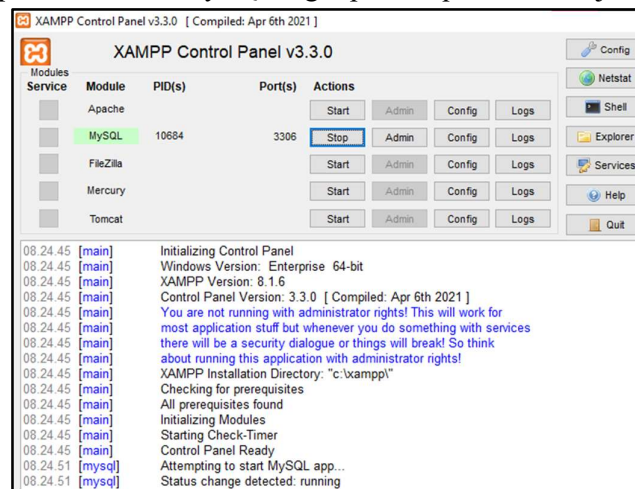 XAMPP Control Panel v3.3.0 [ Compiled: Apr 6th 2021 ]
XAMPP Control Panel v3.3.0
Config
Modules
Service Module PID(s) Port(s) Actions
Netstat
Apache Start Admin Config Logs
Shell
MySQL 10684 3306 Stop Admin Config Logs
Explorer
FileZilla Start Admin Config Logs
Services
Mercury Start Admin Config Logs
Help
Tomcat Start Admin Config Logs
Quit
08.24.45 [main] Initializing Control Panel
08.24.45 [main] Windows Version: Enterprise 64-bit
08.24.45 [main] XAMPP Version: 8.1.6
08.24.45 [main] Control Panel Version: 3.3.0 [ Compiled: Apr 6th 2021 ]
08.24.45 [main] You are not running with administrator rights! This will work for
08.24.45 [main] most application stuff but whenever you do something with services
08.24.45 [main] there will be a security dialogue or things will break! So think
08.24.45 [main] about running this application with administrator rights!
08.24.45 [main] XAMPP Installation Directory: "c:\xampp\"
08.24.45 [main] Checking for prerequisites
08.24.45 [main] All prerequisites found
08.24.45 [main] Initializing Modules
08.24.45 [main] Starting Check-Timer
08.24.45 [main] Control Panel Ready
08.24.51 [mysql] Attempting to start MySQL app...
08.24.51 [mysql] Status change detected: running